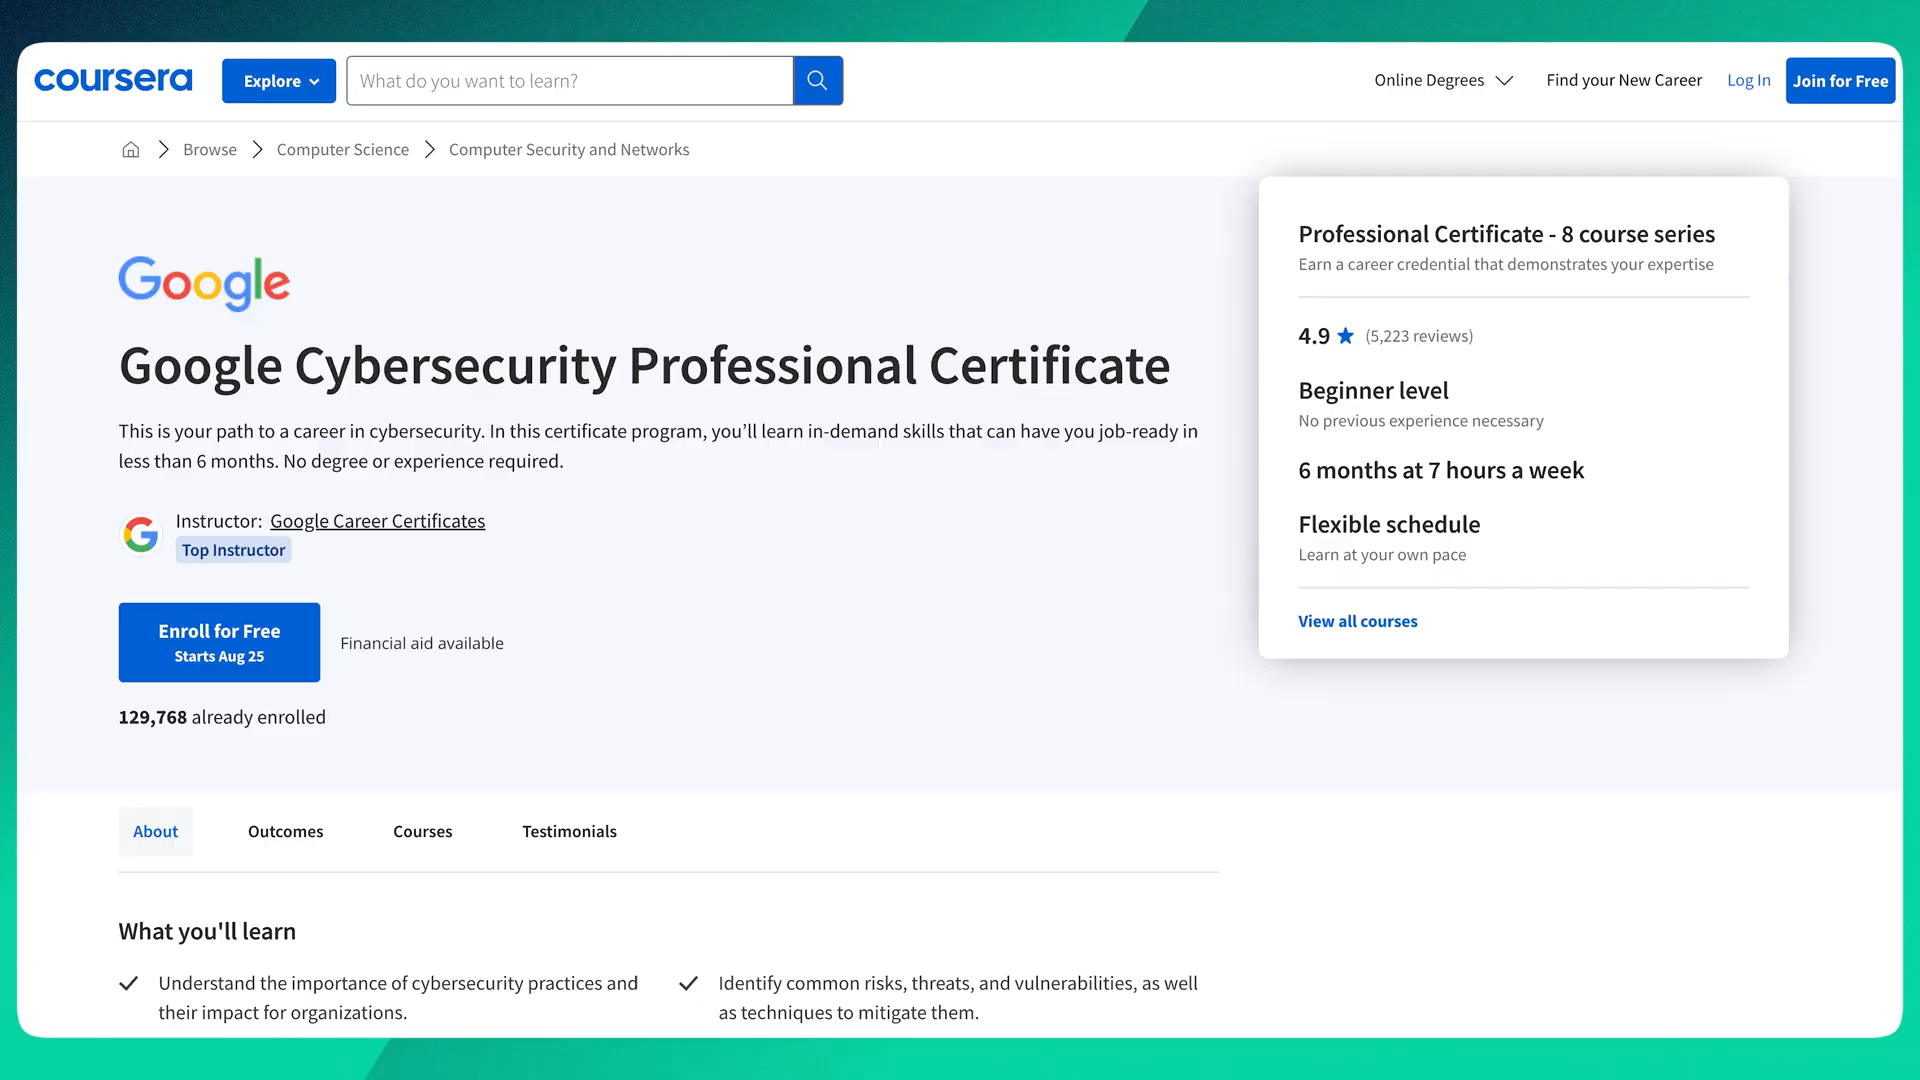 coursera
Explore
What do you want to learn?
Online Degrees
Find your New Career
Log In
Join for Free
Browse
Computer Science
Computer Security and Networks
Google
Google Cybersecurity Professional Certificate
This is your path to a career in cybersecurity. In this certificate program, you’ll learn in-demand skills that can have you job-ready in
less than 6 months. No degree or experience required.
G
Instructor: Google Career Certificates
Top Instructor
Enroll for Free
Starts Aug 25
Financial aid available
129,768 already enrolled
Professional Certificate - 8 course series
Earn a career credential that demonstrates your expertise
4.9 (5,223 reviews)
Beginner level
No previous experience necessary
6 months at 7 hours a week
Flexible schedule
Learn at your own pace
View all courses
About
Outcomes
Courses
Testimonials
What you'll learn
Understand the importance of cybersecurity practices and
their impact for organizations.
Identify common risks, threats, and vulnerabilities, as well
as techniques to mitigate them.